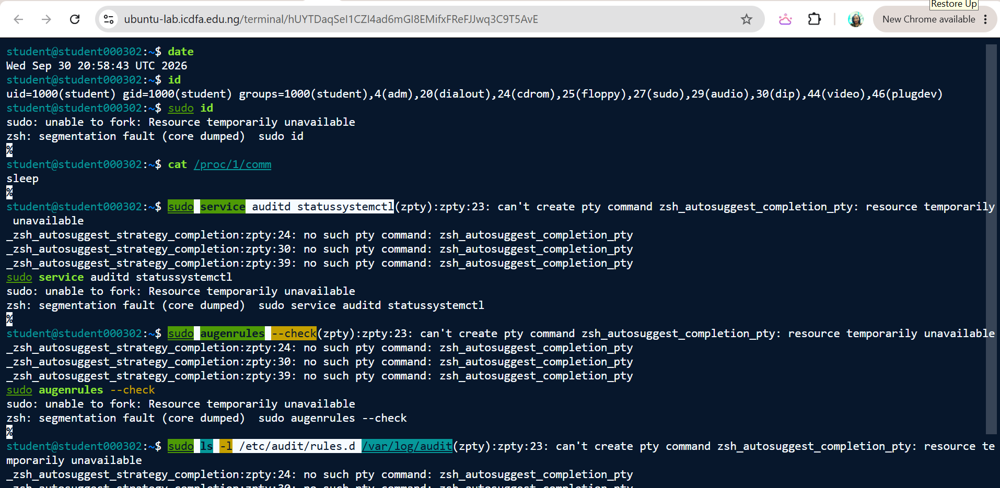 Restore Up
ubuntu-lab.icdfa.edu.ng/terminal/hUYTDaqSeI1CZI4ad6mGI8EMifxFReFJJwq3C9T5AvE
New Chrome available
student@student000302:~$ date
Wed Sep 30 20:58:43 UTC 2026
student@student000302:~$ id
uid=1000(student) gid=1000(student) groups=1000(student),4(adm),20(dialout),24(cdrom),25(floppy),27(sudo),29(audio),30(dip),44(video),46(plugdev)
student@student000302:~$ sudo id
sudo: unable to fork: Resource temporarily unavailable
zsh: segmentation fault (core dumped)  sudo id
%
student@student000302:~$ cat /proc/1/comm
sleep
%
student@student000302:~$ sudo service auditd statussystemctl(zpty):zpty:23: can't create pty command zsh_autosuggest_completion_pty: resource temporarily
 unavailable
_zsh_autosuggest_strategy_completion:zpty:24: no such pty command: zsh_autosuggest_completion_pty
_zsh_autosuggest_strategy_completion:zpty:30: no such pty command: zsh_autosuggest_completion_pty
_zsh_autosuggest_strategy_completion:zpty:39: no such pty command: zsh_autosuggest_completion_pty
sudo service auditd statussystemctl
sudo: unable to fork: Resource temporarily unavailable
zsh: segmentation fault (core dumped)  sudo service auditd statussystemctl
%
student@student000302:~$ sudo augenrules --check(zpty):zpty:23: can't create pty command zsh_autosuggest_completion_pty: resource temporarily unavailable
_zsh_autosuggest_strategy_completion:zpty:24: no such pty command: zsh_autosuggest_completion_pty
_zsh_autosuggest_strategy_completion:zpty:30: no such pty command: zsh_autosuggest_completion_pty
_zsh_autosuggest_strategy_completion:zpty:39: no such pty command: zsh_autosuggest_completion_pty
sudo augenrules --check
sudo: unable to fork: Resource temporarily unavailable
zsh: segmentation fault (core dumped)  sudo augenrules --check
%
student@student000302:~$ sudo ls -l /etc/audit/rules.d /var/log/audit(zpty):zpty:23: can't create pty command zsh_autosuggest_completion_pty: resource te
mporarily unavailable
_zsh_autosuggest_strategy_completion:zpty:24: no such pty command: zsh_autosuggest_completion_pty
_zsh_autosuggest_strategy_completion:zpty:30: no such pty command: zsh_autosuggest_completion_pty